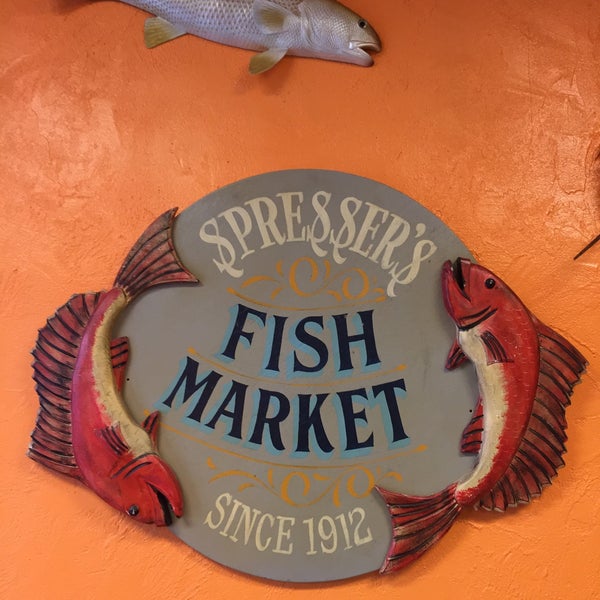 SPRESSER'S
FISH
MARKET
SINCE 1912